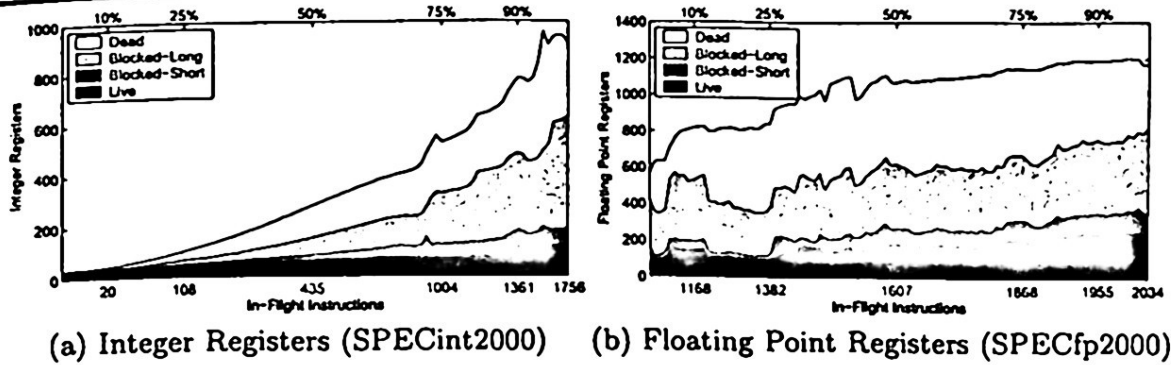 10% 25% 50% 75% 90%
1000
800
600
400
200
0
Integer Registers
Dead
Blocked-Long
Blocked-Short
Live
20 108 435 1004 1361 1758
In-Flight Instructions
(a) Integer Registers (SPECint2000)
10% 25% 50% 75% 90%
1400
1200
1000
800
600
400
200
0
Floating Point Registers
Dead
Blocked-Long
Blocked-Short
Live
1168 1382 1607 1868 1955 2034
In-Flight Instructions
(b) Floating Point Registers (SPECfp2000)